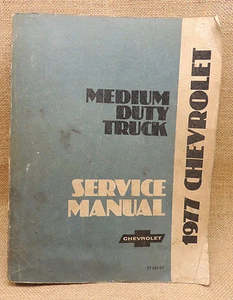 MEDIUM
DUTY
TRUCK
SERVICE
MANUAL
CHEVROLET
1977 CHEVROLET